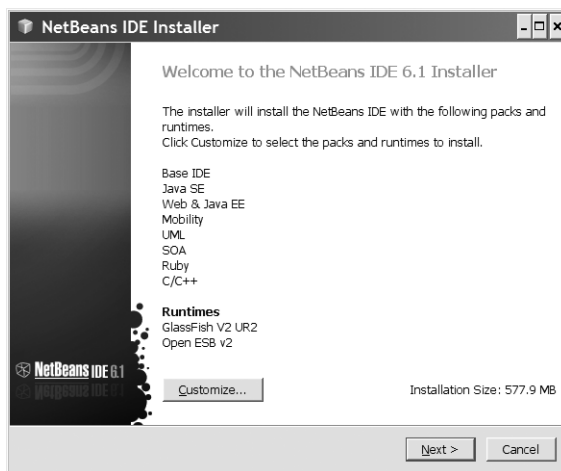 NetBeans IDE Installer
Welcome to the NetBeans IDE 6.1 Installer
The installer will install the NetBeans IDE with the following packs and
runtimes.
Click Customize to select the packs and runtimes to install.
Base IDE
Java SE
Web & Java EE
Mobility
UML
SOA
Ruby
C/C++
Runtimes
GlassFish V2 UR2
Open ESB v2
NetBeans IDE 6.1
Customize...
Installation Size: 577.9 MB
Next >
Cancel